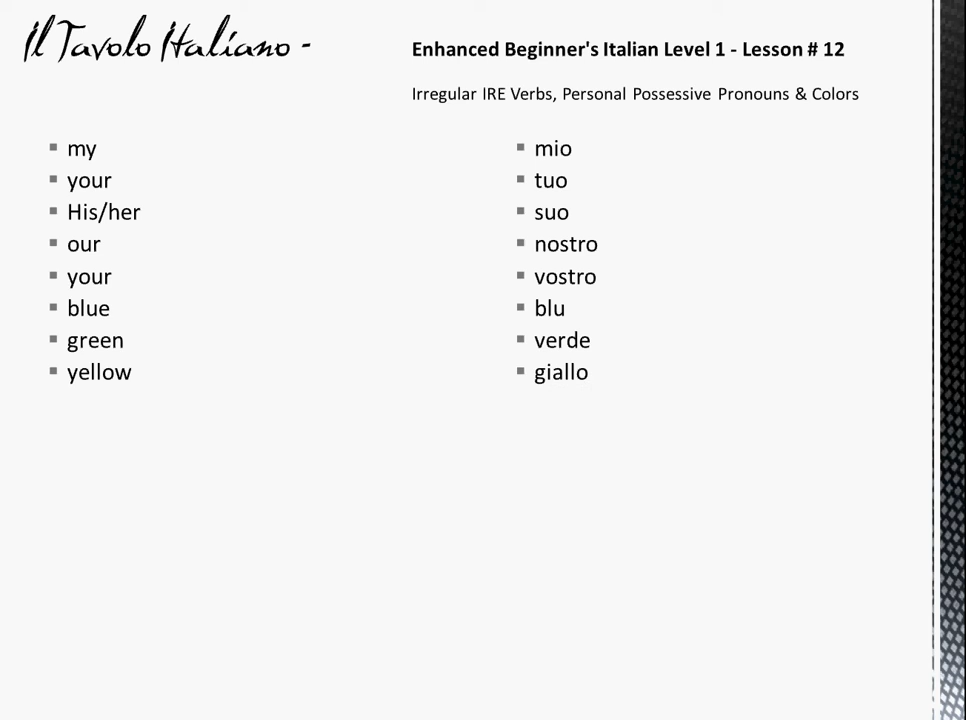 Il Tavolo Italiano -
Enhanced Beginner's Italian Level 1 - Lesson # 12
Irregular IRE Verbs, Personal Possessive Pronouns & Colors
my
your
His/her
our
your
blue
green
yellow
mio
tuo
suo
nostro
vostro
blu
verde
giallo